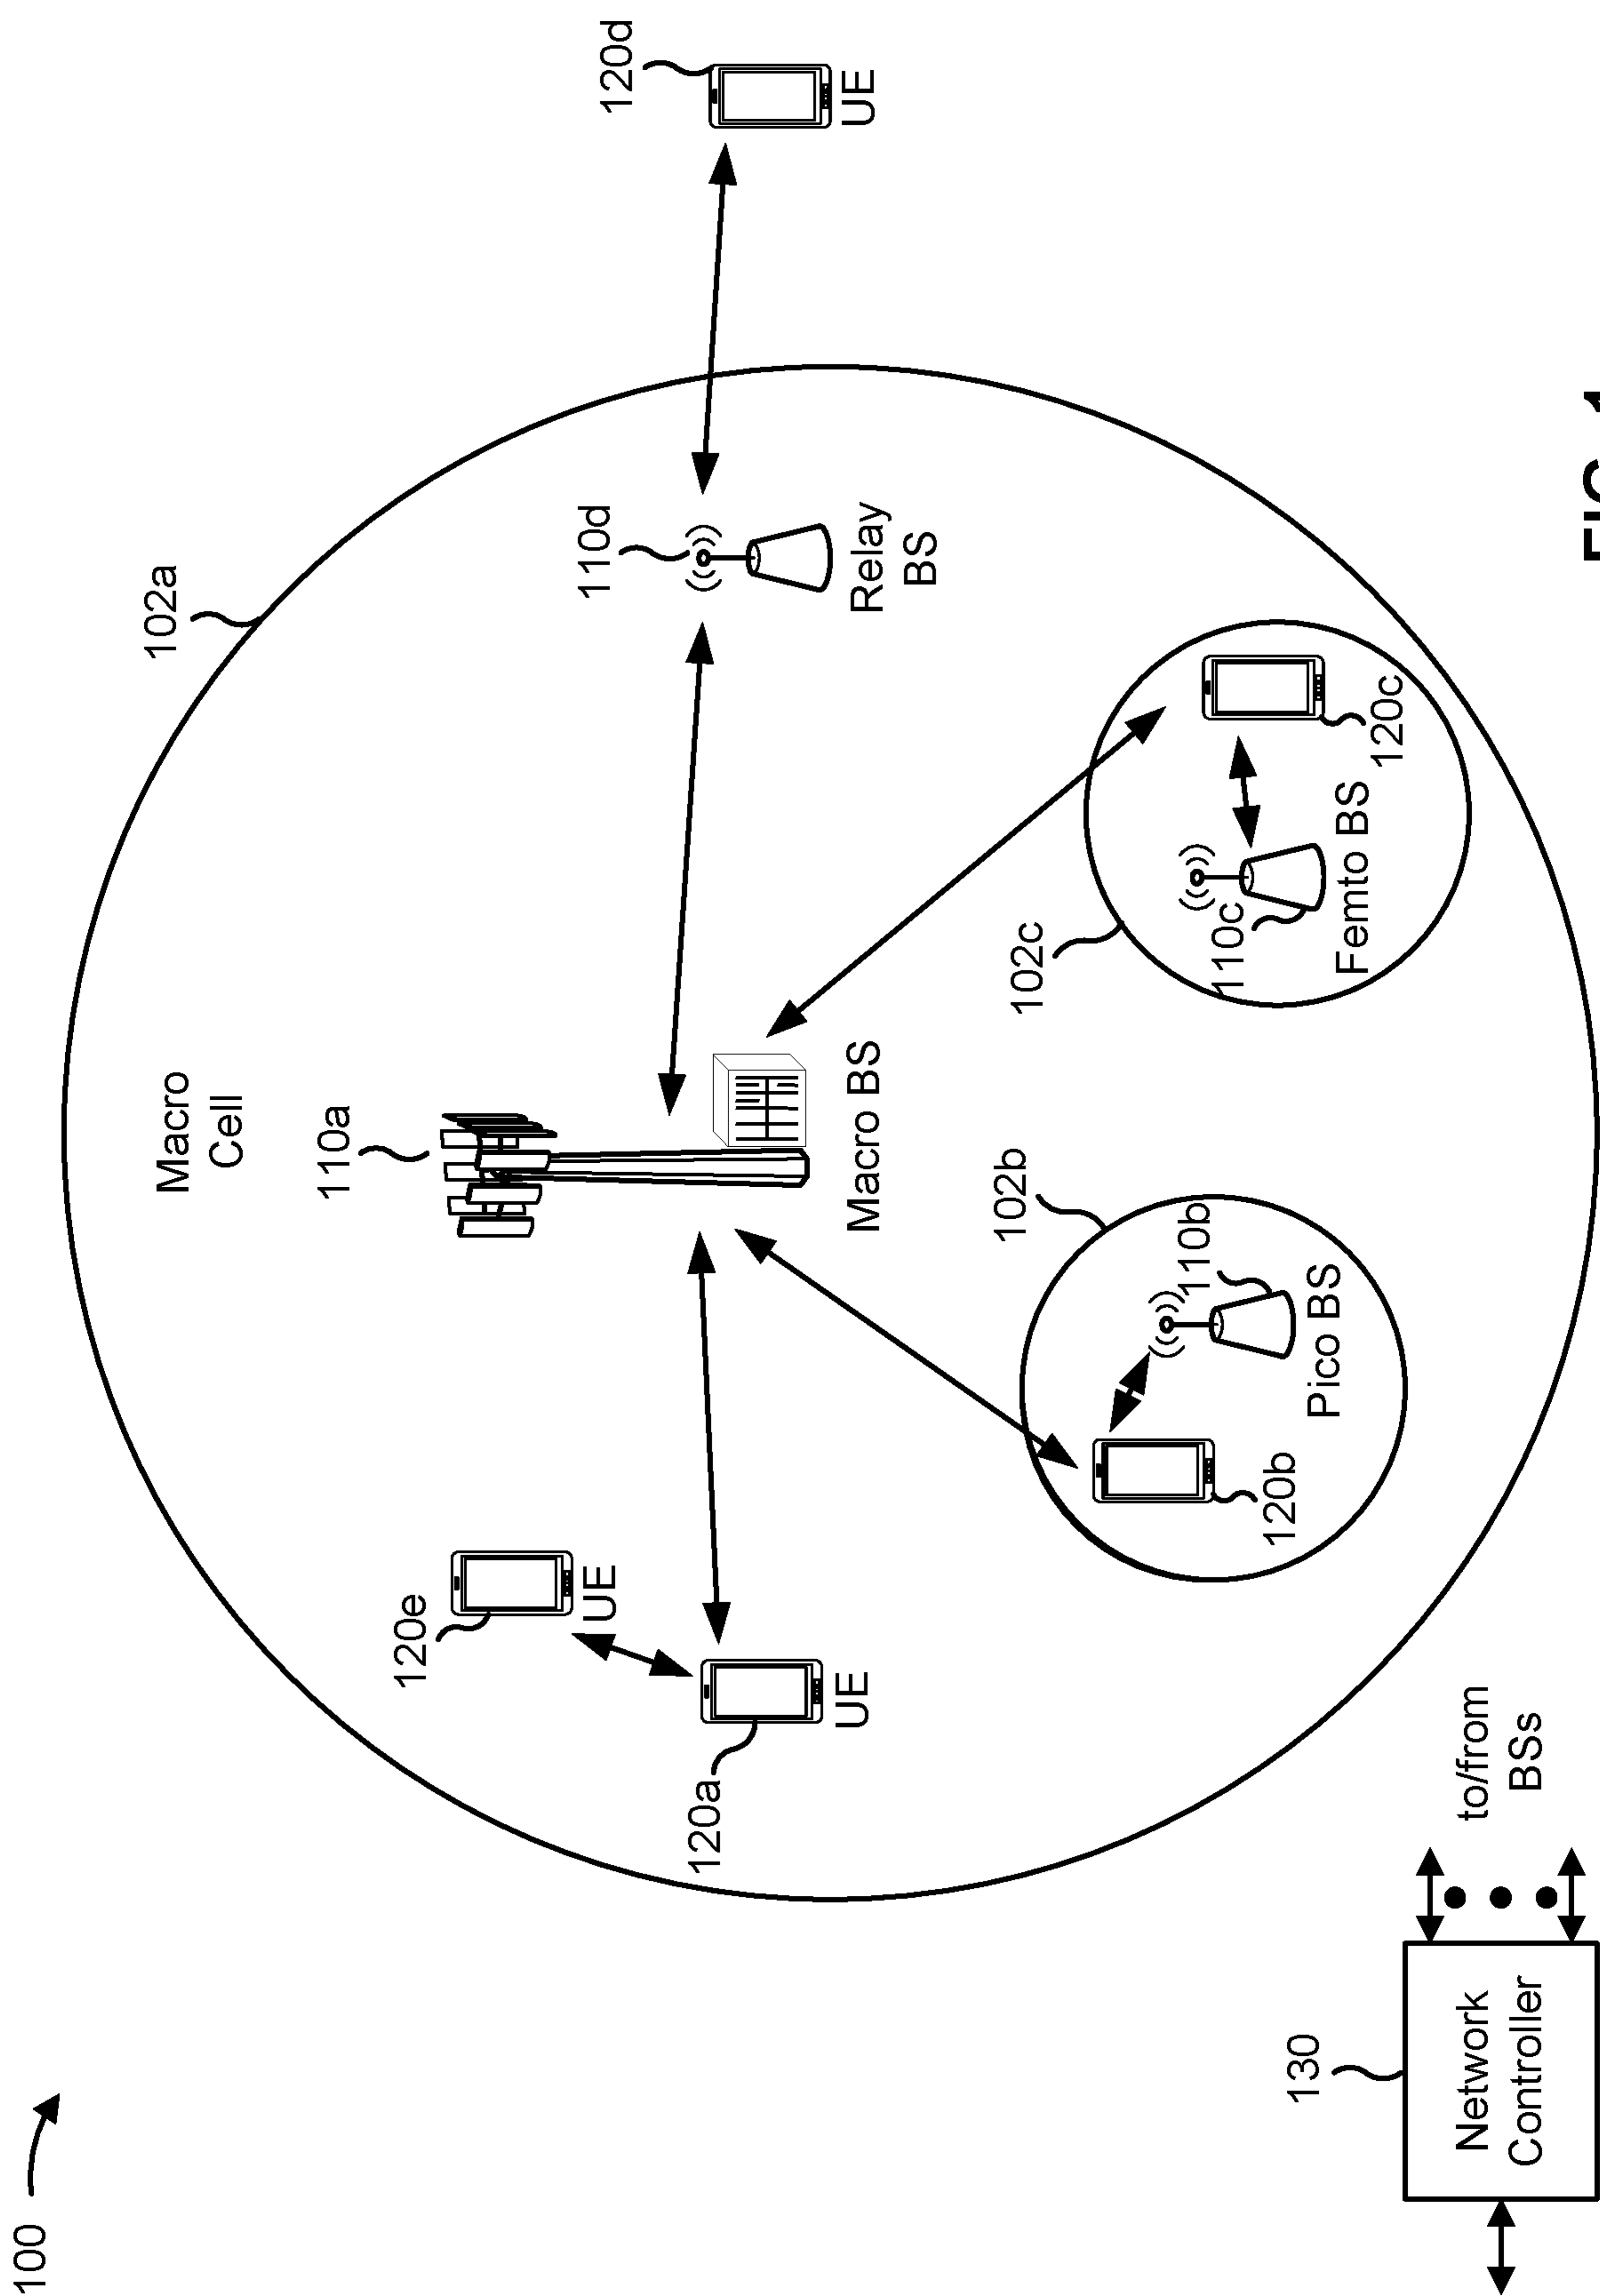 100
102a
Macro
Cell
110a
120d
UE
110d
Relay
BS
120e
UE
120a
UE
Macro BS
102b
110b
Pico BS
120b
102c
110c
Femto BS
120c
130
Network
Controller
to/from
BSs